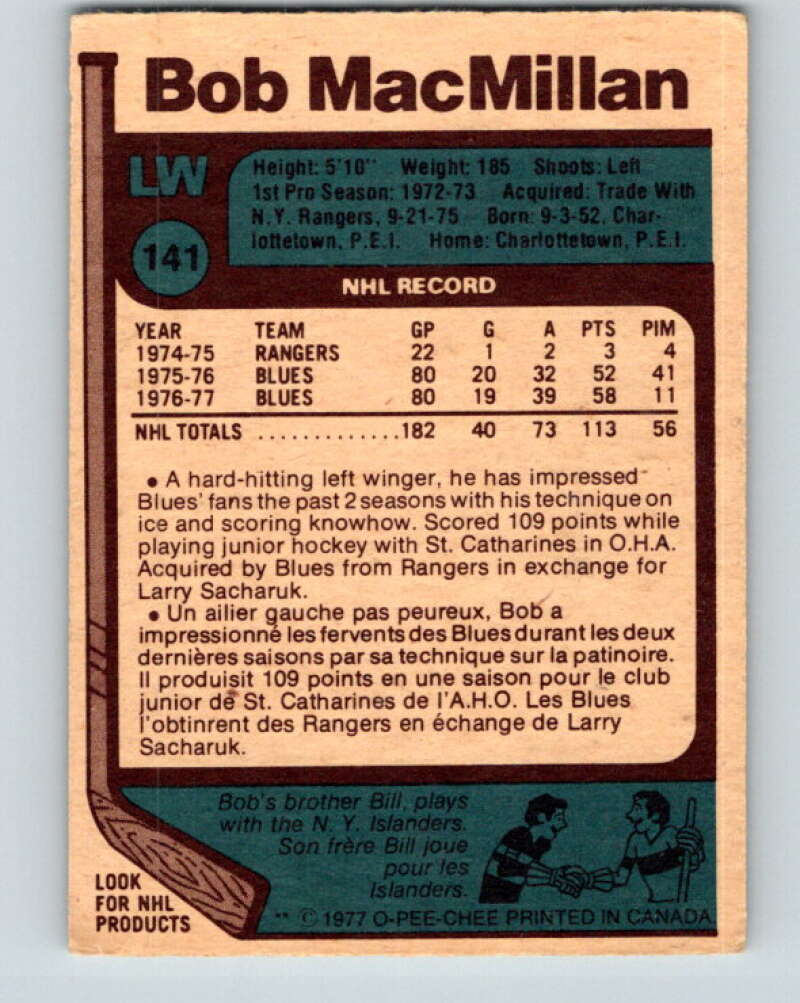 Bob MacMillan
LW
Height: 5'10" Weight: 185 Shoots: Left
1st Pro Season: 1972-73 Acquired: Trade With
N.Y. Rangers, 9-21-75 Born: 9-3-52, Char-
lottetown, P.E.I. Home: Charlottetown, P.E.I.
141
NHL RECORD
YEAR TEAM GP G A PTS PIM
1974-75 RANGERS 22 1 2 3 4
1975-76 BLUES 80 20 32 52 41
1976-77 BLUES 80 19 39 58 11
NHL TOTALS .............182 40 73 113 56
• A hard-hitting left winger, he has impressed
Blues' fans the past 2 seasons with his technique on
ice and scoring knowhow. Scored 109 points while
playing junior hockey with St. Catharines in O.H.A.
Acquired by Blues from Rangers in exchange for
Larry Sacharuk.
• Un ailier gauche pas peureux, Bob a
impressionné les fervents des Blues durant les deux
dernières saisons par sa technique sur la patinoire.
Il produisit 109 points en une saison pour le club
junior de St. Catharines de l'A.H.O. Les Blues
l'obtinrent des Rangers en échange de Larry
Sacharuk.
Bob's brother Bill, plays
with the N. Y. Islanders.
Son frère Bill joue
pour les
Islanders.
LOOK
FOR NHL
PRODUCTS
** © 1977 O-PEE-CHEE PRINTED IN CANADA